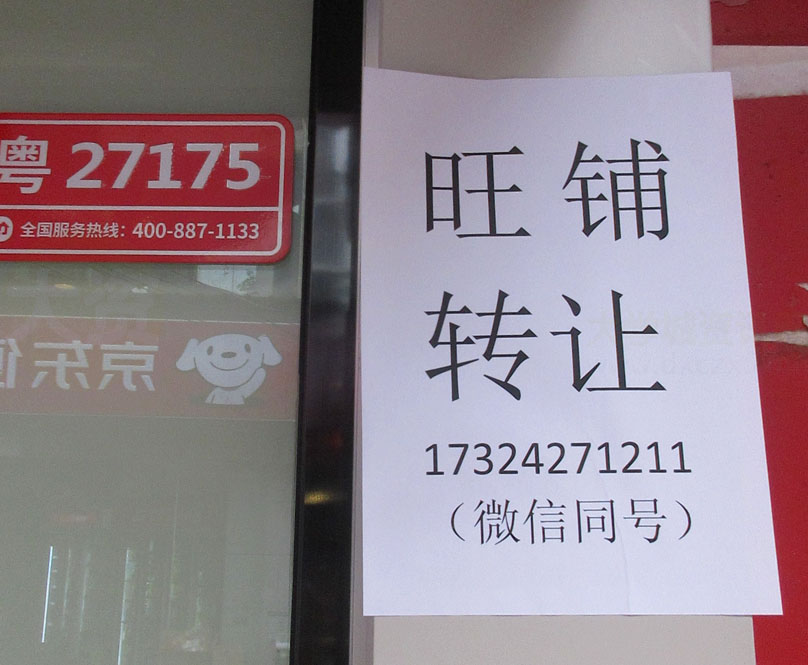 粤 27175
全国服务热线：400-887-1133
京东便
旺铺
转让
17324271211
（微信同号）